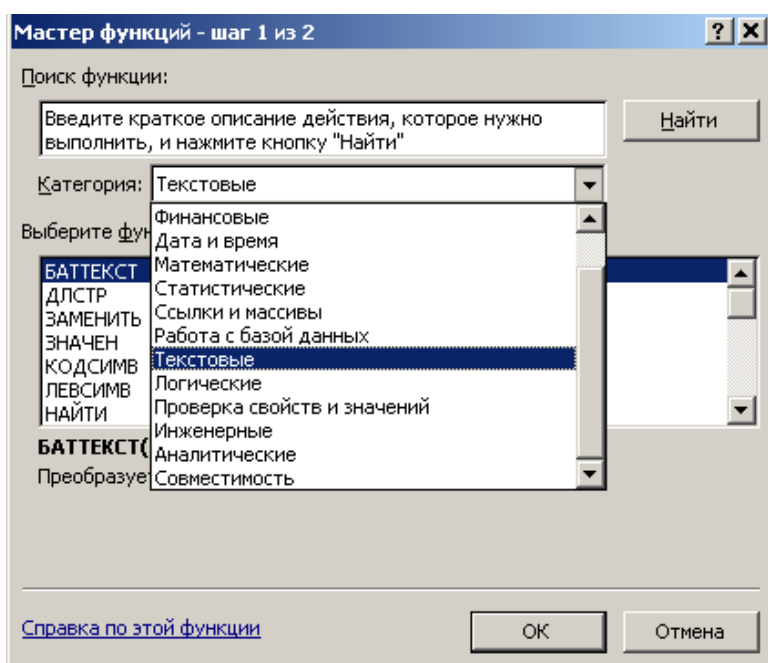 Мастер функций - шаг 1 из 2
Поиск функции:
Введите краткое описание действия, которое нужно
выполнить, и нажмите кнопку "Найти"
Найти
Категория: Текстовые
Выберите фун
Финансовые
Дата и время
Математические
Статистические
Ссылки и массивы
Работа с базой данных
Текстовые
Логические
Проверка свойств и значений
Инженерные
Аналитические
Совместимость
БАТТЕКСТ
ДЛСТР
ЗАМЕНИТЬ
ЗНАЧЕН
КОДСИМВ
ЛЕВСИМВ
НАЙТИ
БАТТЕКСТ(
Преобразует
Справка по этой функции
ОК
Отмена